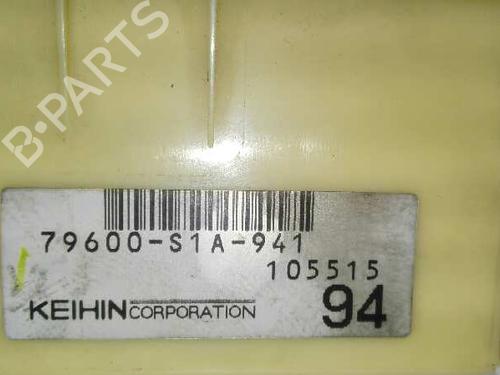 B-PARTS
79600-S1A-941
105515
KEIHIN CORPORATION 94